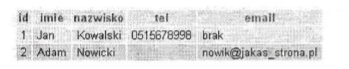 id imie nazwisko tel email
1 Jan Kowalski 0515678998 brak
2 Adam Nowicki nowik@jakas_strona.pl